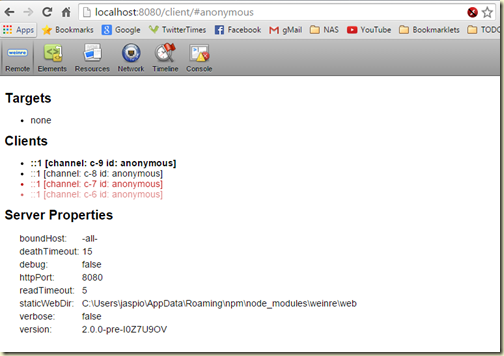 localhost:8080/client/#anonymous
Apps Bookmarks Google TwitterTimes Facebook gMail NAS YouTube Bookmarklets TODO
weinre
Remote Elements Resources Network Timeline Console
Targets
none
Clients
::1 [channel: c-9 id: anonymous]
::1 [channel: c-8 id: anonymous]
::1 [channel: c-7 id: anonymous]
::1 [channel: c-6 id: anonymous]
Server Properties
boundHost: -all-
deathTimeout: 15
debug: false
httpPort: 8080
readTimeout: 5
staticWebDir: C:\Users\jaspio\AppData\Roaming\npm\node_modules\weinre\web
verbose: false
version: 2.0.0-pre-I0Z7U9OV